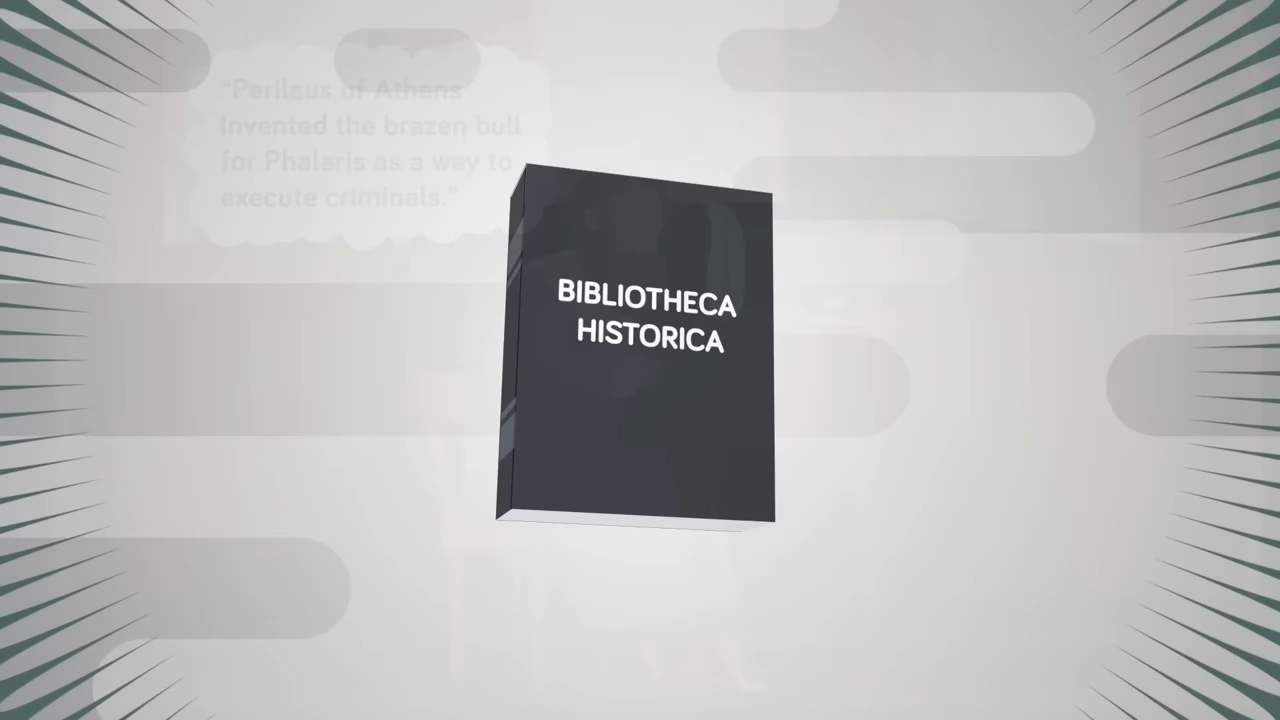 "Perilaus of Athens
Invented the brazen bull
for Phalaris as a way to
execute criminals."
BIBLIOTHECA
HISTORICA